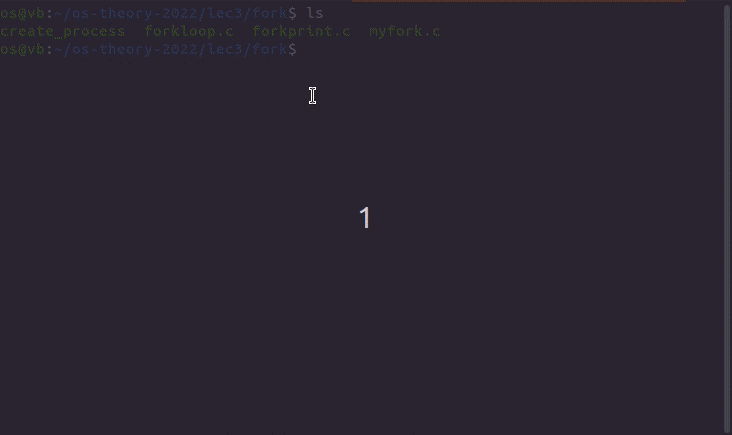 os@vb:~/os-theory-2022/lec3/fork$ ls
create_process  forkloop.c  forkprint.c  myfork.c
os@vb:~/os-theory-2022/lec3/fork$
1